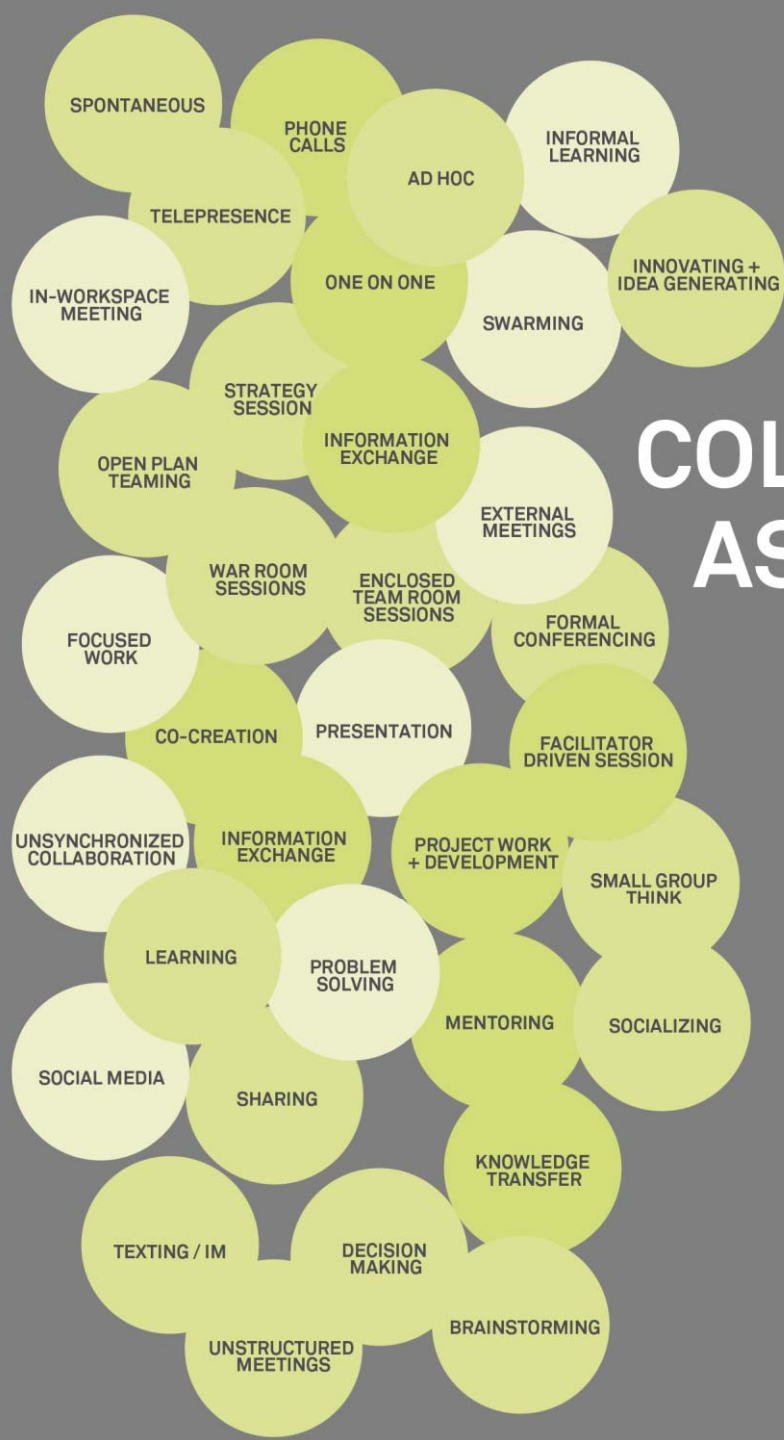 SPONTANEOUS
PHONE
CALLS
AD HOC
INFORMAL
LEARNING
TELEPRESENCE
INNOVATING +
IDEA GENERATING
IN-WORKSPACE
MEETING
ONE ON ONE
SWARMING
STRATEGY
SESSION
INFORMATION
EXCHANGE
OPEN PLAN
TEAMING
EXTERNAL
MEETINGS
COL
AS
WAR ROOM
SESSIONS
ENCLOSED
TEAM ROOM
SESSIONS
FORMAL
CONFERENCING
FOCUSED
WORK
CO-CREATION
PRESENTATION
FACILITATOR
DRIVEN SESSION
UNSYNCHRONIZED
COLLABORATION
INFORMATION
EXCHANGE
PROJECT WORK
+ DEVELOPMENT
SMALL GROUP
THINK
LEARNING
PROBLEM
SOLVING
MENTORING
SOCIALIZING
SOCIAL MEDIA
SHARING
KNOWLEDGE
TRANSFER
TEXTING / IM
DECISION
MAKING
BRAINSTORMING
UNSTRUCTURED
MEETINGS